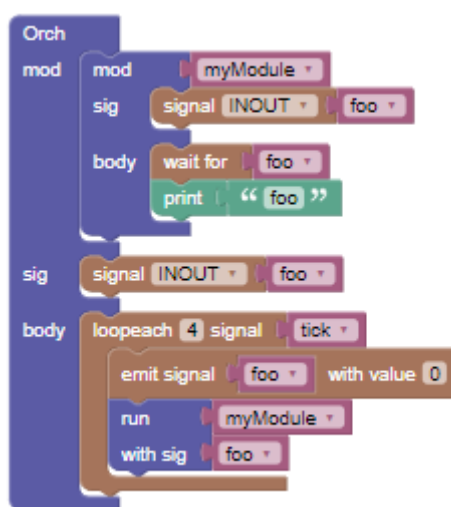 Orch
mod mod myModule
sig signal INOUT foo
body wait for foo
print “ foo ”
sig signal INOUT foo
body loopeach 4 signal tick
emit signal foo with value 0
run myModule
with sig foo